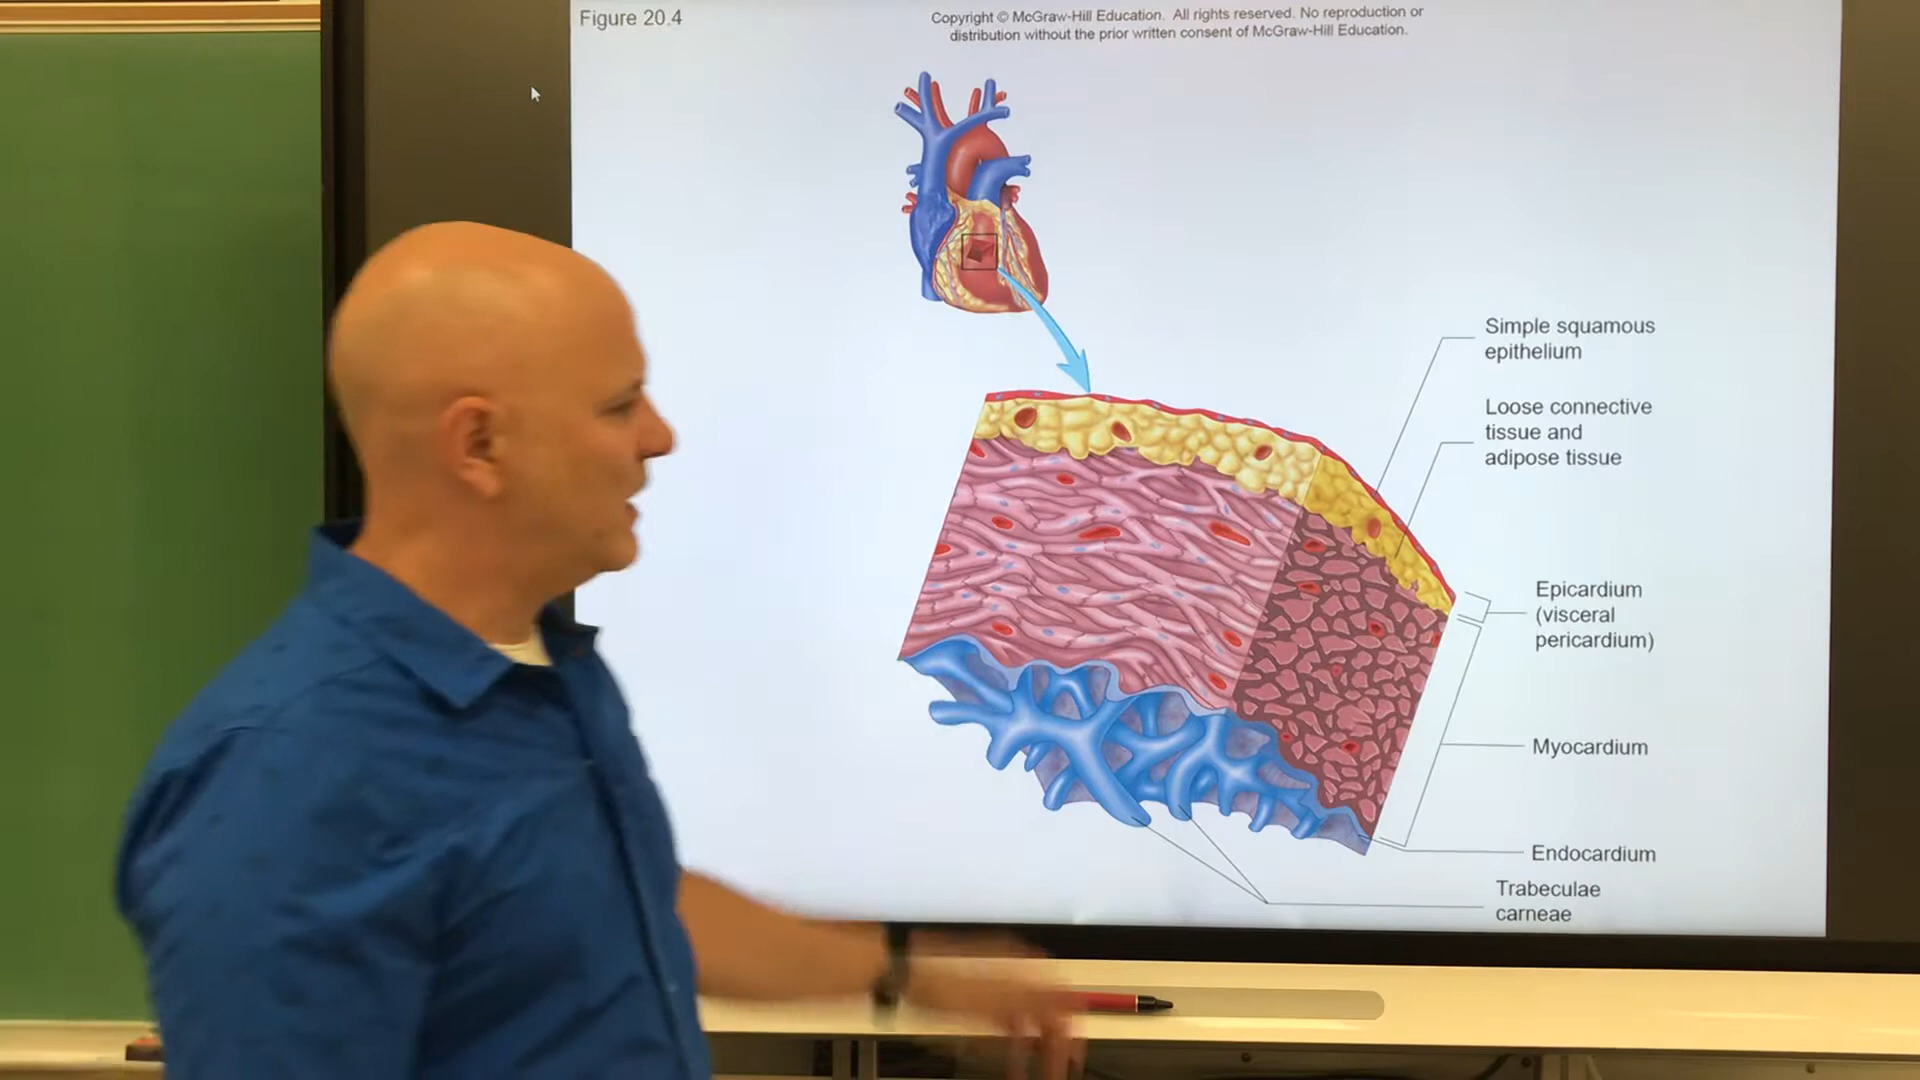 Figure 20.4
Copyright © McGraw-Hill Education. All rights reserved. No reproduction or
distribution without the prior written consent of McGraw-Hill Education.
Simple squamous
epithelium
Loose connective
tissue and
adipose tissue
Epicardium
(visceral
pericardium)
Myocardium
Endocardium
Trabeculae
carneae